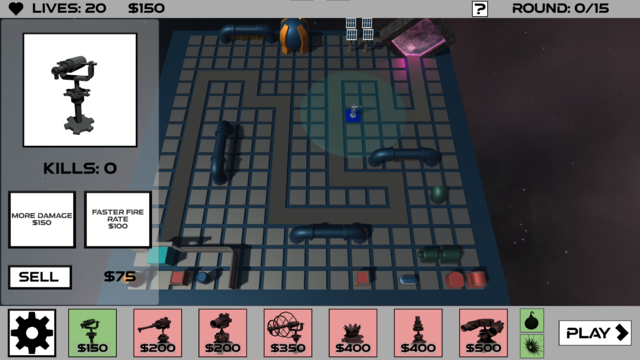 LIVES: 20 $150 ? ROUND: 0/15
KILLS: 0
MORE DAMAGE
$150
FASTER FIRE
RATE
$100
SELL $75
$150 $200 $200 $350 $400 $400 $500 PLAY